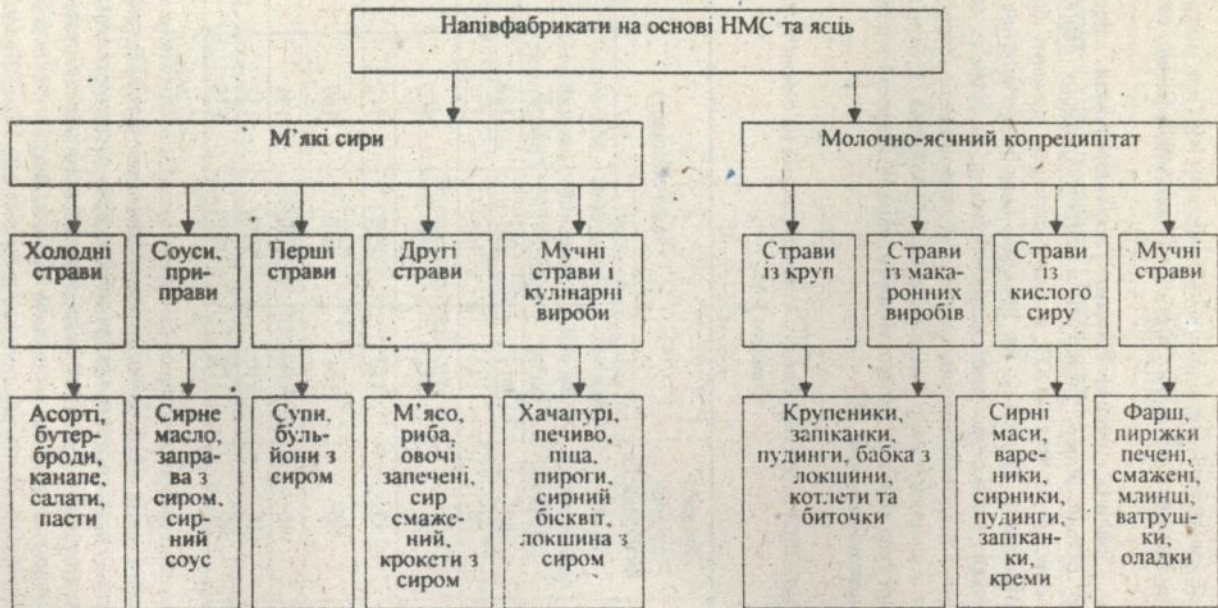 Напівфабрикати на основі НМС та яєць
М'які сири
Молочно-яєчний копреципітат
Холодні
страви
Соуси,
при-
прави
Перші
страви
Другі
страви
Мучні
страви і
кулінарні
вироби
Страви
із круп
Страви
із мака-
ронних
виробів
Страви
із
кислого
сиру
Мучні
страви
Асорті,
бутер-
броди,
канапе,
салати,
пасти
Сирне
масло,
запра-
ва з
сиром,
сир-
ний
соус
Супи,
буль-
йони з
сиром
М'ясо,
риба,
овочі
запечені,
сир
смаже-
ний,
крокети з
сиром
Хачапурі,
печиво,
піца,
пироги,
сирний
бісквіт,
локшина з
сиром
Крупеники,
запіканки,
пудинги, бабка з
локшини,
котлети та
биточки
Сирні
маси,
варе-
ники,
сирники,
пудинги,
запікан-
ки,
креми
Фарш,
пиріжки
печені,
смажені,
млинці,
ватруш-
ки,
оладки